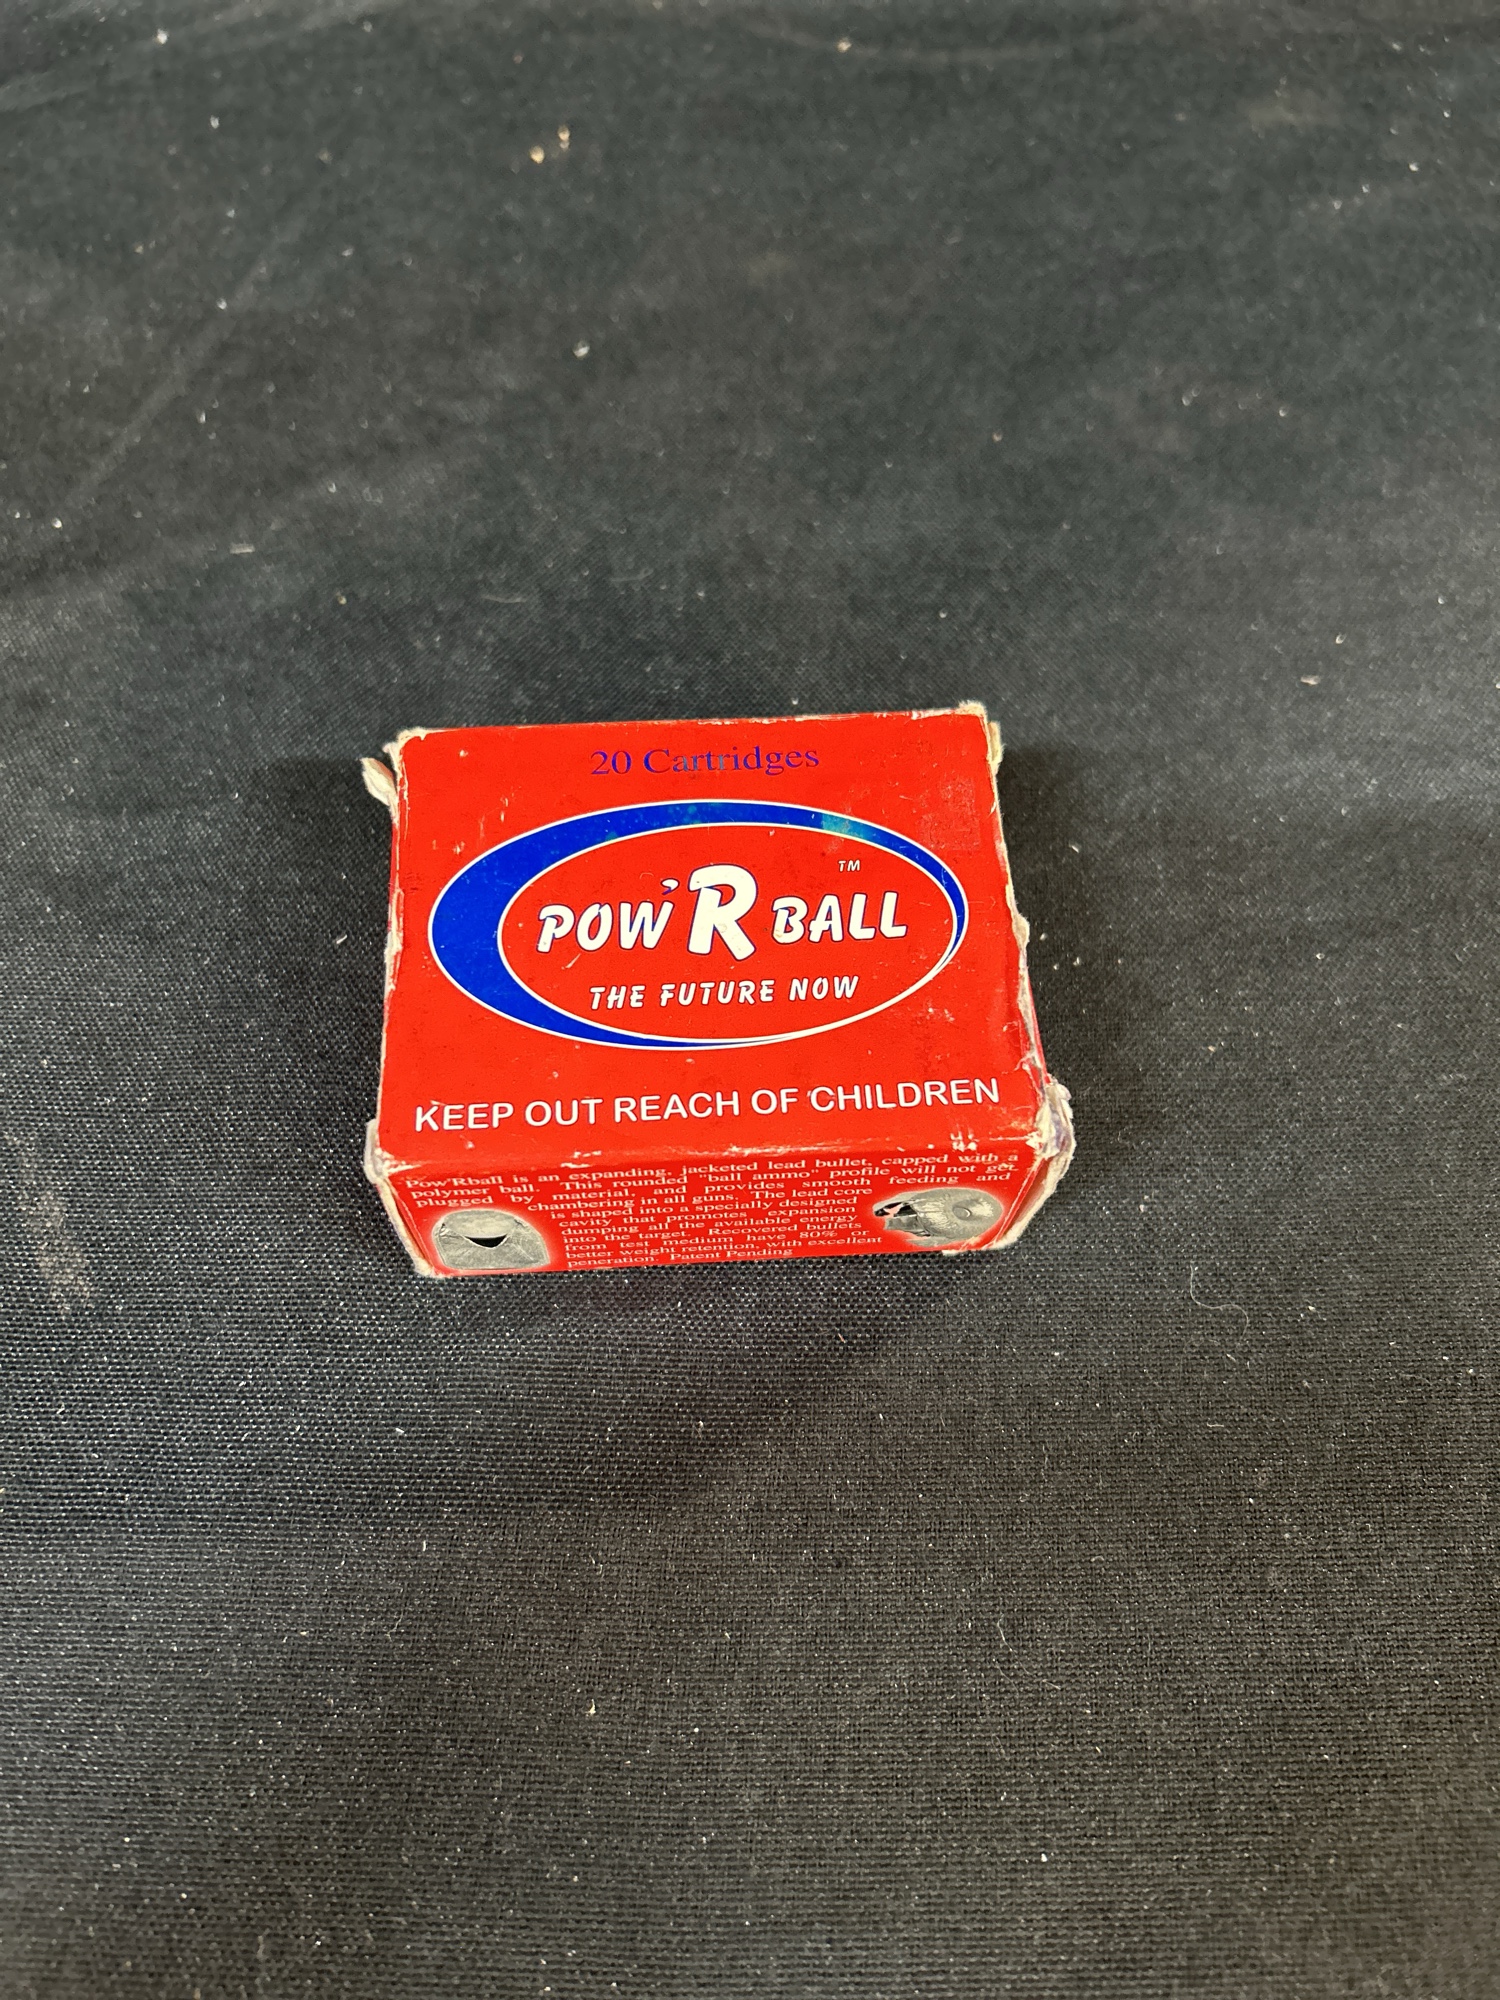 20 Cartridges
TM
POW'R BALL
THE FUTURE NOW
KEEP OUT REACH OF CHILDREN
Pow'Rball is an expanding, jacketed lead bullet, capped with a
polymer ball. This rounded "ball ammo" profile will not get
plugged by material, and provides smooth feeding and
chambering in all guns. The lead core
is shaped into a specially designed
cavity that promotes expansion
dumping all the available energy
into the target. Recovered bullets
from test medium have 80% or
better weight retention, with excellent
peneration. Patent Pending